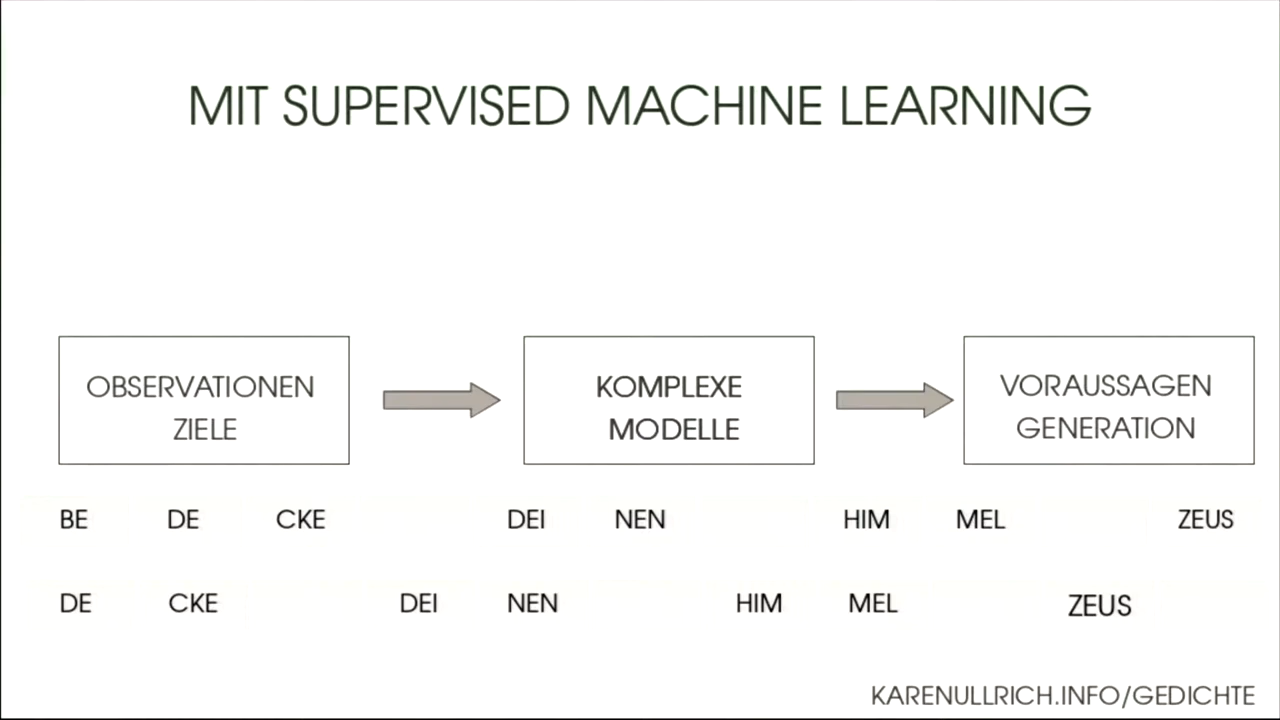 MIT SUPERVISED MACHINE LEARNING
OBSERVATIONEN
ZIELE
KOMPLEXE
MODELLE
VORAUSSAGEN
GENERATION
BE DE CKE DEI NEN HIM MEL ZEUS
DE CKE DEI NEN HIM MEL ZEUS
KARENULLRICH.INFO/GEDICHTE